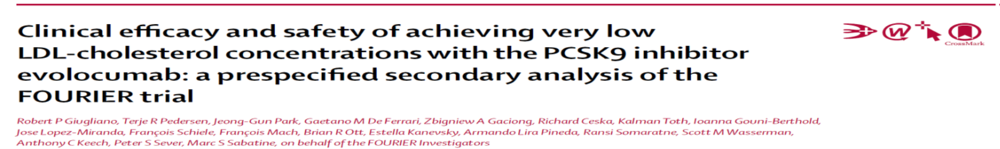 Clinical efficacy and safety of achieving very low
LDL-cholesterol concentrations with the PCSK9 inhibitor
evolocumab: a prespecified secondary analysis of the
FOURIER trial
CrossMark
Robert P Giugliano, Terje R Pedersen, Jeong-Gun Park, Gaetano M De Ferrari, Zbigniew A Gaciong, Richard Ceska, Kalman Toth, Ioanna Gouni-Berthold,
Jose Lopez-Miranda, François Schiele, François Mach, Brian R Ott, Estella Kanevsky, Armando Lira Pineda, Ransi Somaratne, Scott M Wasserman,
Anthony C Keech, Peter S Sever, Marc S Sabatine, on behalf of the FOURIER Investigators